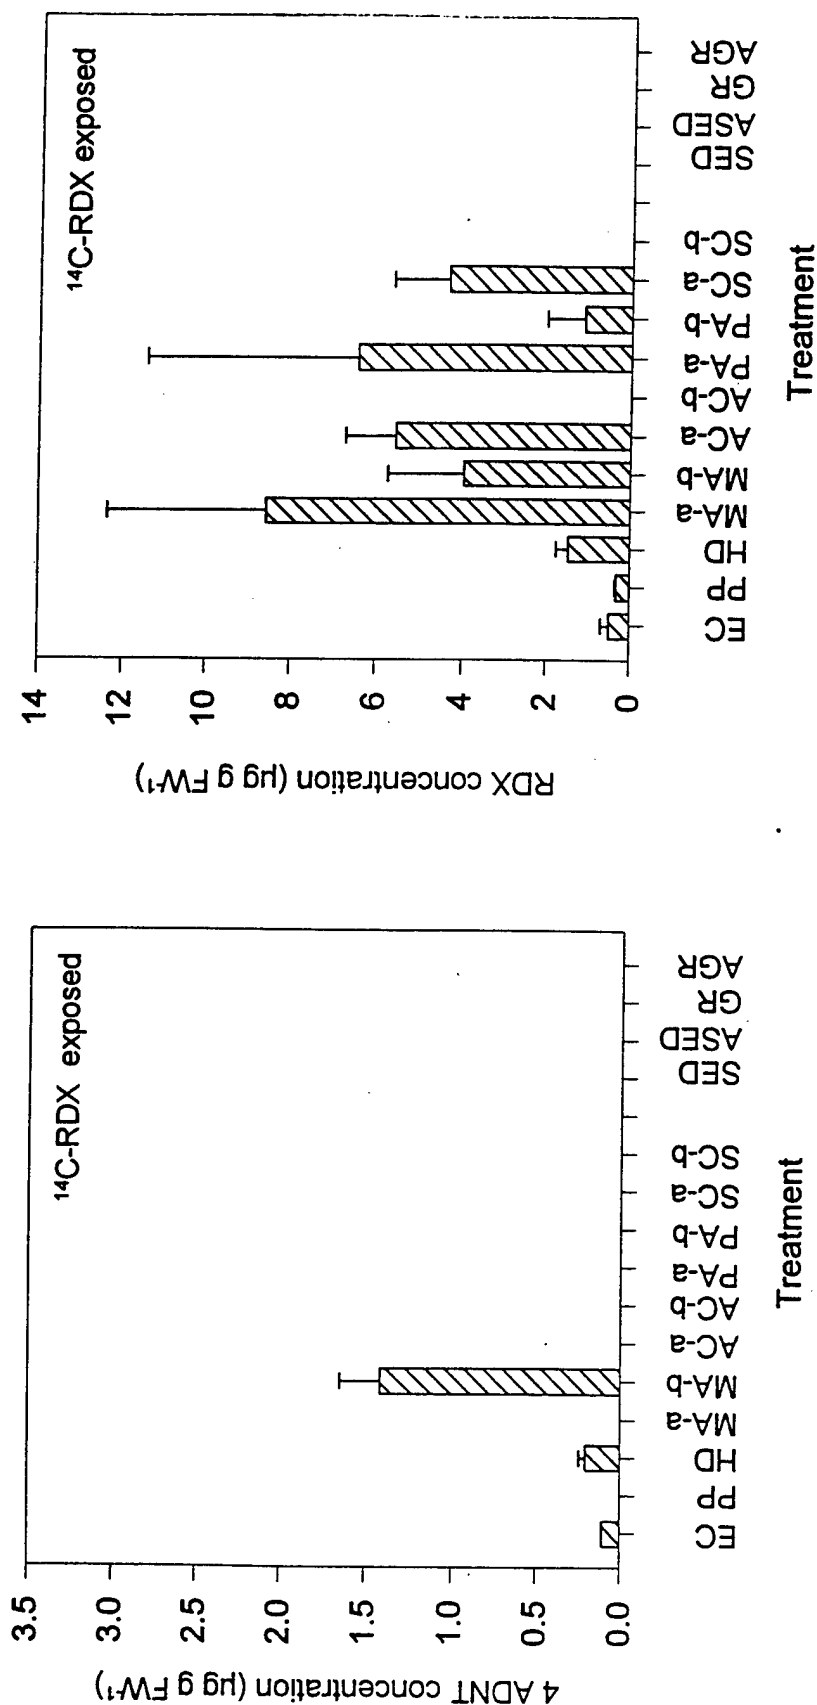 ¹⁴C-RDX exposed
4 ADNT concentration (µg g FW⁻¹)
3.5
3.0
2.5
2.0
1.5
1.0
0.5
0.0
EC
PP
HD
MA-a
MA-b
AC-a
AC-b
PA-a
PA-b
SC-a
SC-b
SED
ASED
GR
AGR
Treatment
¹⁴C-RDX exposed
RDX concentration (µg g FW⁻¹)
14
12
10
8
6
4
2
0
EC
PP
HD
MA-a
MA-b
AC-a
AC-b
PA-a
PA-b
SC-a
SC-b
SED
ASED
GR
AGR
Treatment